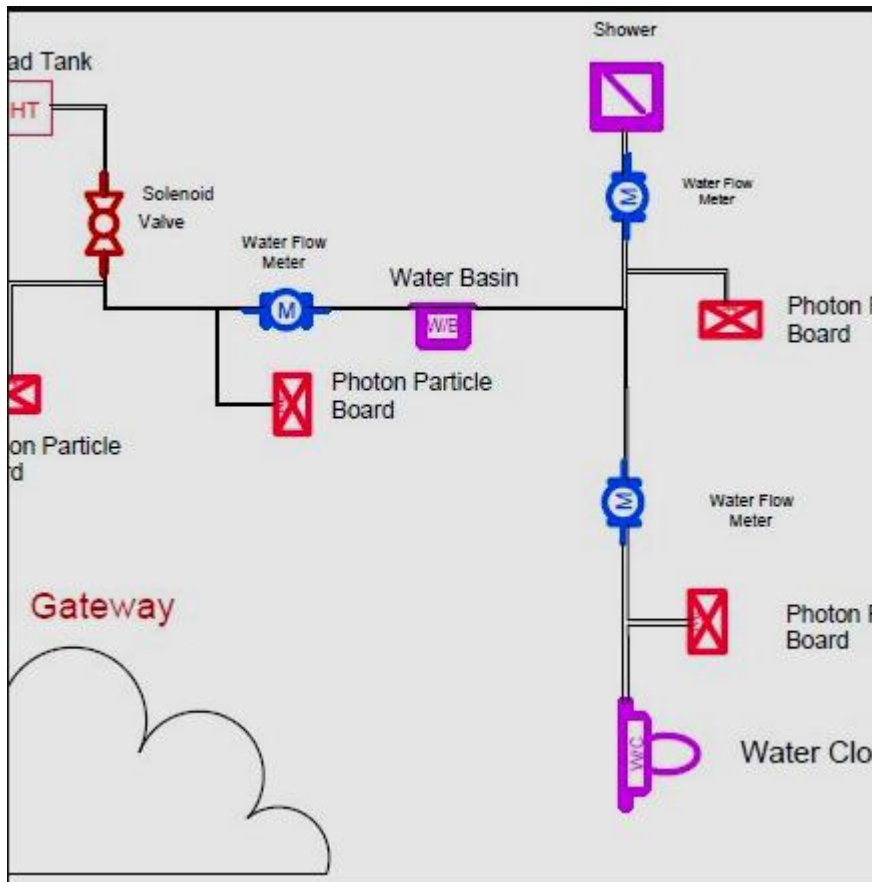 Shower
ad Tank
HT
Solenoid
Valve
Water Flow
Meter
M
Water Flow
Meter
M
Water Basin
W/B
Photon P
Board
Photon Particle
Board
on Particle
rd
M
Water Flow
Meter
Gateway
Photon P
Board
W/C
Water Clo